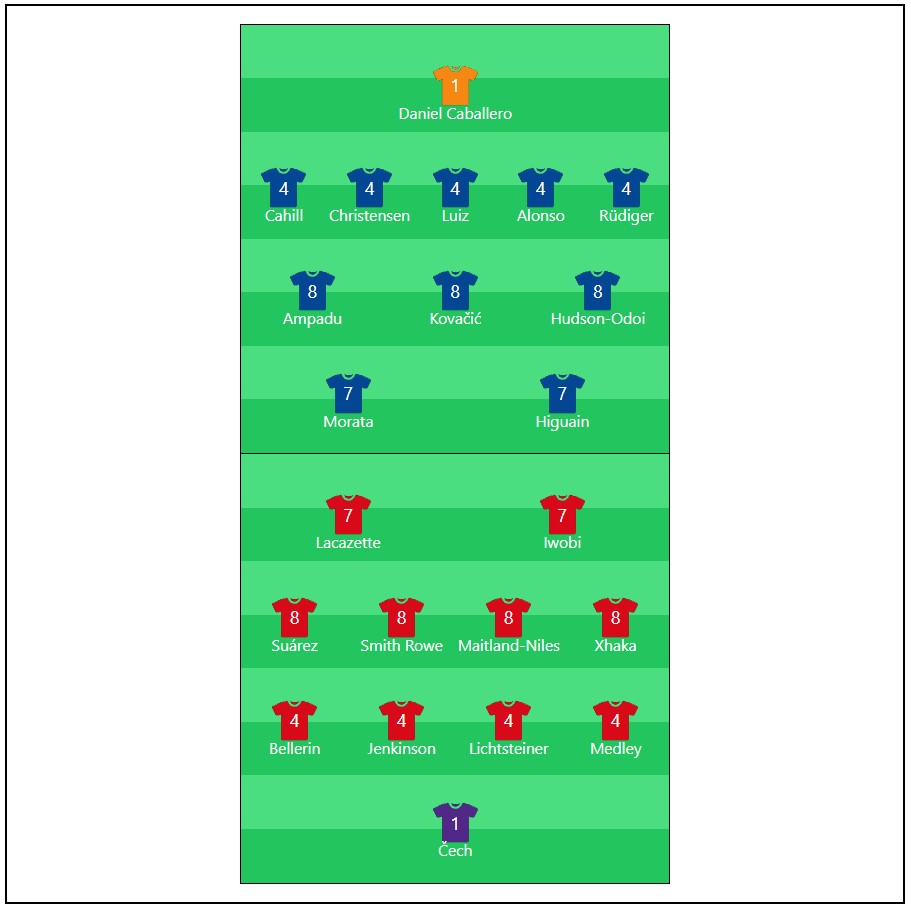 1
Daniel Caballero
4 4 4 4 4
Cahill Christensen Luiz Alonso Rüdiger
8 8 8
Ampadu Kovačić Hudson-Odoi
7 7
Morata Higuain
7 7
Lacazette Iwobi
8 8 8 8
Suárez Smith Rowe Maitland-Niles Xhaka
4 4 4 4
Bellerin Jenkinson Lichtsteiner Medley
1
Čech